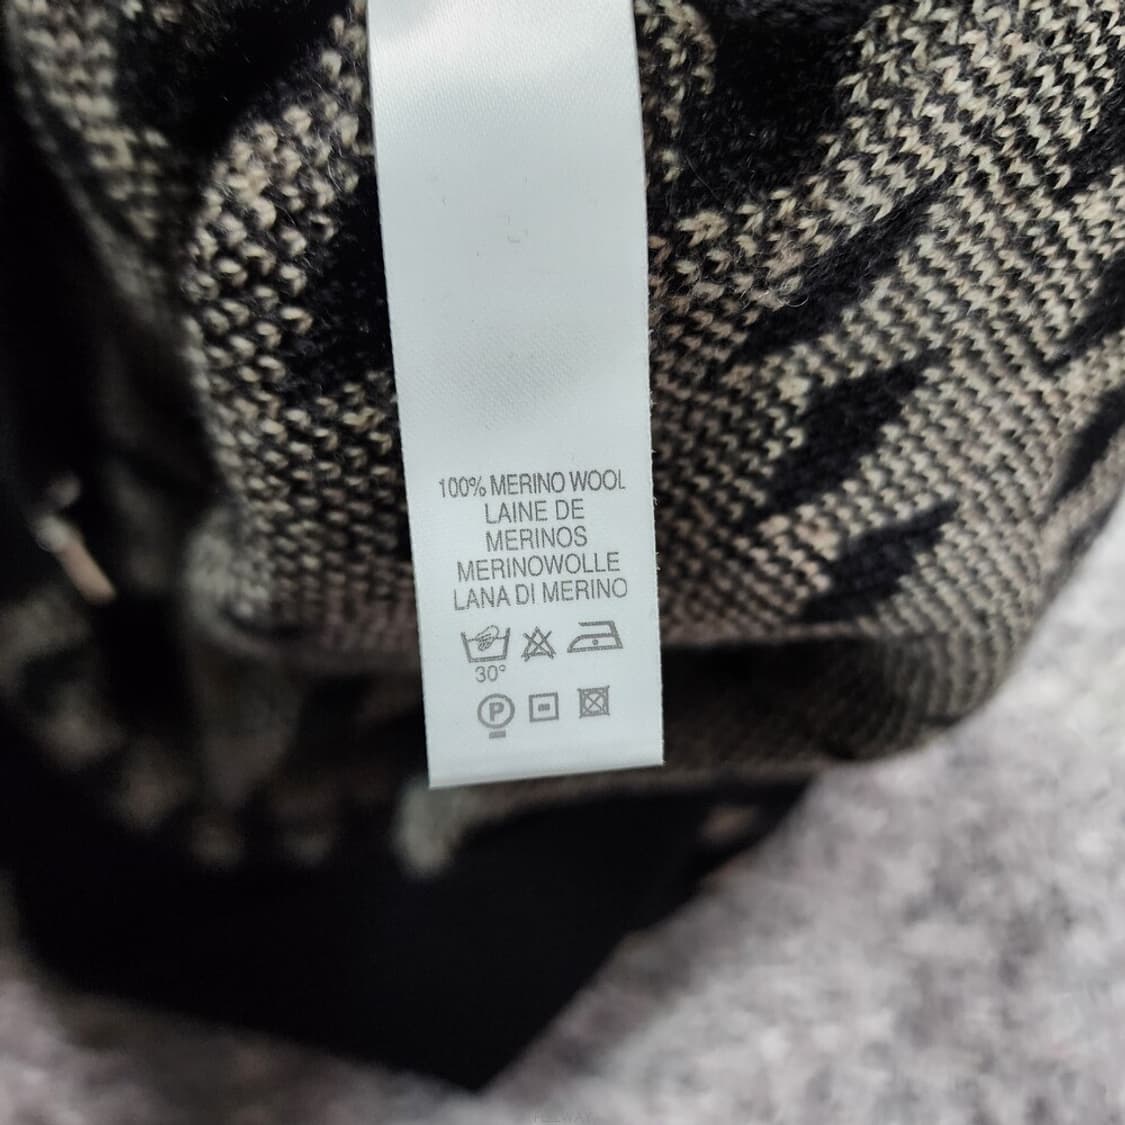 100% MERINO WOOL
LAINE DE
MERINOS
MERINOWOLLE
LANA DI MERINO
30°
P